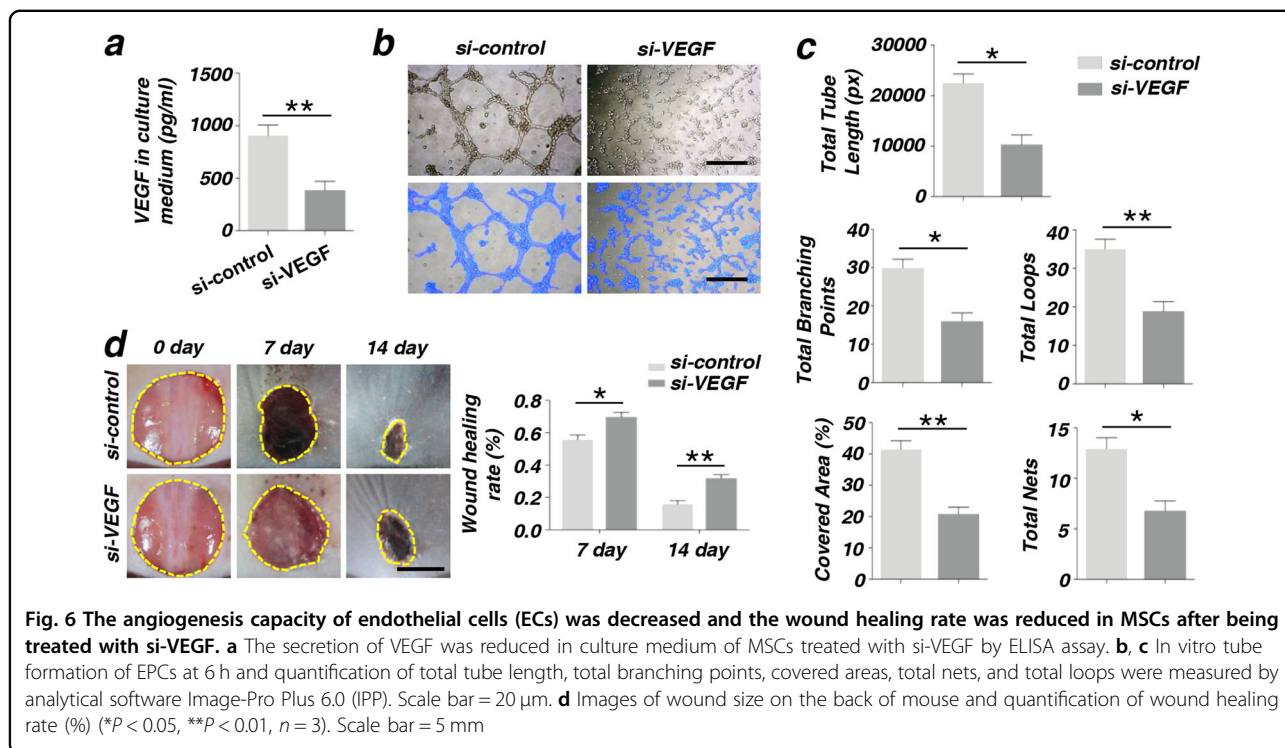 a
VEGF in culture
medium (pg/ml)
1500
1000
500
0
**
si-control
si-VEGF
b
si-control
si-VEGF
c
Total Tube
Length (px)
30000
20000
10000
0
*
si-control
si-VEGF
Total Branching
Points
40
30
20
10
0
*
Total Loops
40
30
20
10
0
**
Covered Area (%)
50
40
30
20
10
0
**
Total Nets
15
10
5
0
*
d
0 day
7 day
14 day
si-control
si-VEGF
Wound healing
rate (%)
0.8
0.6
0.4
0.2
0.0
*
**
7 day
14 day
si-control
si-VEGF
Fig. 6 The angiogenesis capacity of endothelial cells (ECs) was decreased and the wound healing rate was reduced in MSCs after being
treated with si-VEGF. a The secretion of VEGF was reduced in culture medium of MSCs treated with si-VEGF by ELISA assay. b, c In vitro tube
formation of EPCs at 6 h and quantification of total tube length, total branching points, covered areas, total nets, and total loops were measured by
analytical software Image-Pro Plus 6.0 (IPP). Scale bar = 20 μm. d Images of wound size on the back of mouse and quantification of wound healing
rate (%) (*P < 0.05, **P < 0.01, n = 3). Scale bar = 5 mm